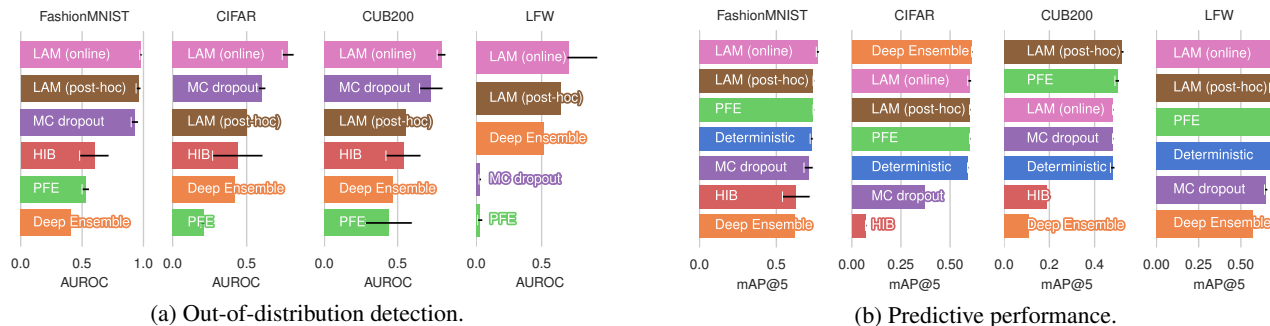 FashionMNIST
LAM (online)
LAM (post-hoc)
MC dropout
HIB
PFE
Deep Ensemble
0.0 0.5 1.0
AUROC
CIFAR
LAM (online)
MC dropout
LAM (post-hoc)
HIB
Deep Ensemble
PFE
0.0 0.5
AUROC
CUB200
LAM (online)
MC dropout
LAM (post-hoc)
HIB
Deep Ensemble
PFE
0.0 0.5
AUROC
LFW
LAM (online)
LAM (post-hoc)
Deep Ensemble
MC dropout
PFE
0.0 0.5
AUROC
(a) Out-of-distribution detection.
FashionMNIST
LAM (online)
LAM (post-hoc)
PFE
Deterministic
MC dropout
HIB
Deep Ensemble
0.0 0.5
mAP@5
CIFAR
Deep Ensemble
LAM (online)
LAM (post-hoc)
PFE
Deterministic
MC dropout
HIB
0.00 0.25 0.50
mAP@5
CUB200
LAM (post-hoc)
PFE
LAM (online)
MC dropout
Deterministic
HIB
Deep Ensemble
0.0 0.2 0.4
mAP@5
LFW
LAM (online)
LAM (post-hoc)
PFE
Deterministic
MC dropout
Deep Ensemble
0.00 0.25 0.50
mAP@5
(b) Predictive performance.